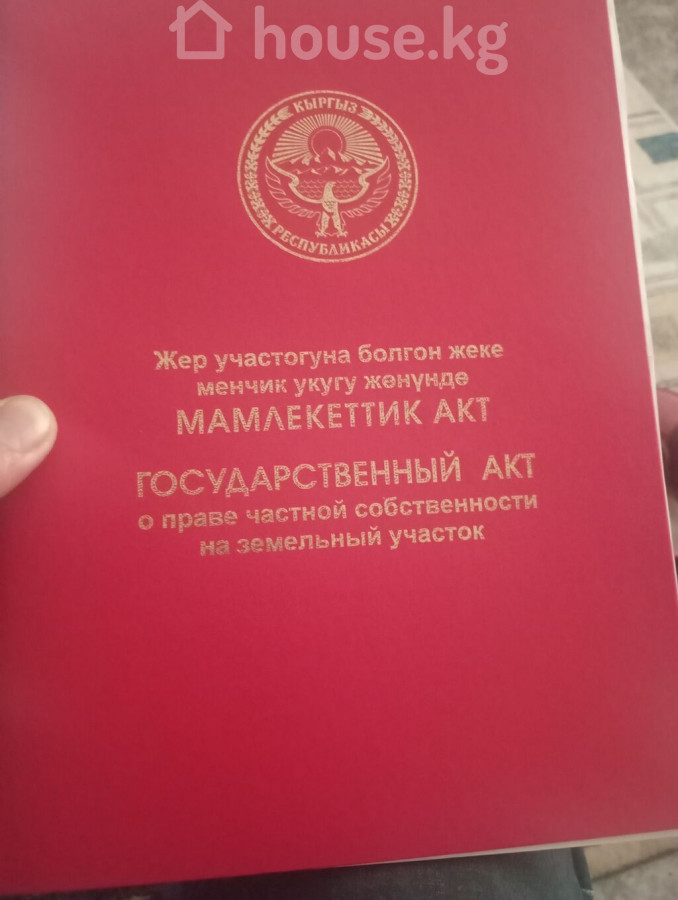 house.kg
КЫРГЫЗ
РЕСПУБЛИКАСЫ
Жер участогуна болгон жеке
менчик укугу жөнүндө
МАМЛЕКЕТТИК АКТ
ГОСУДАРСТВЕННЫЙ АКТ
о праве частной собственности
на земельный участок